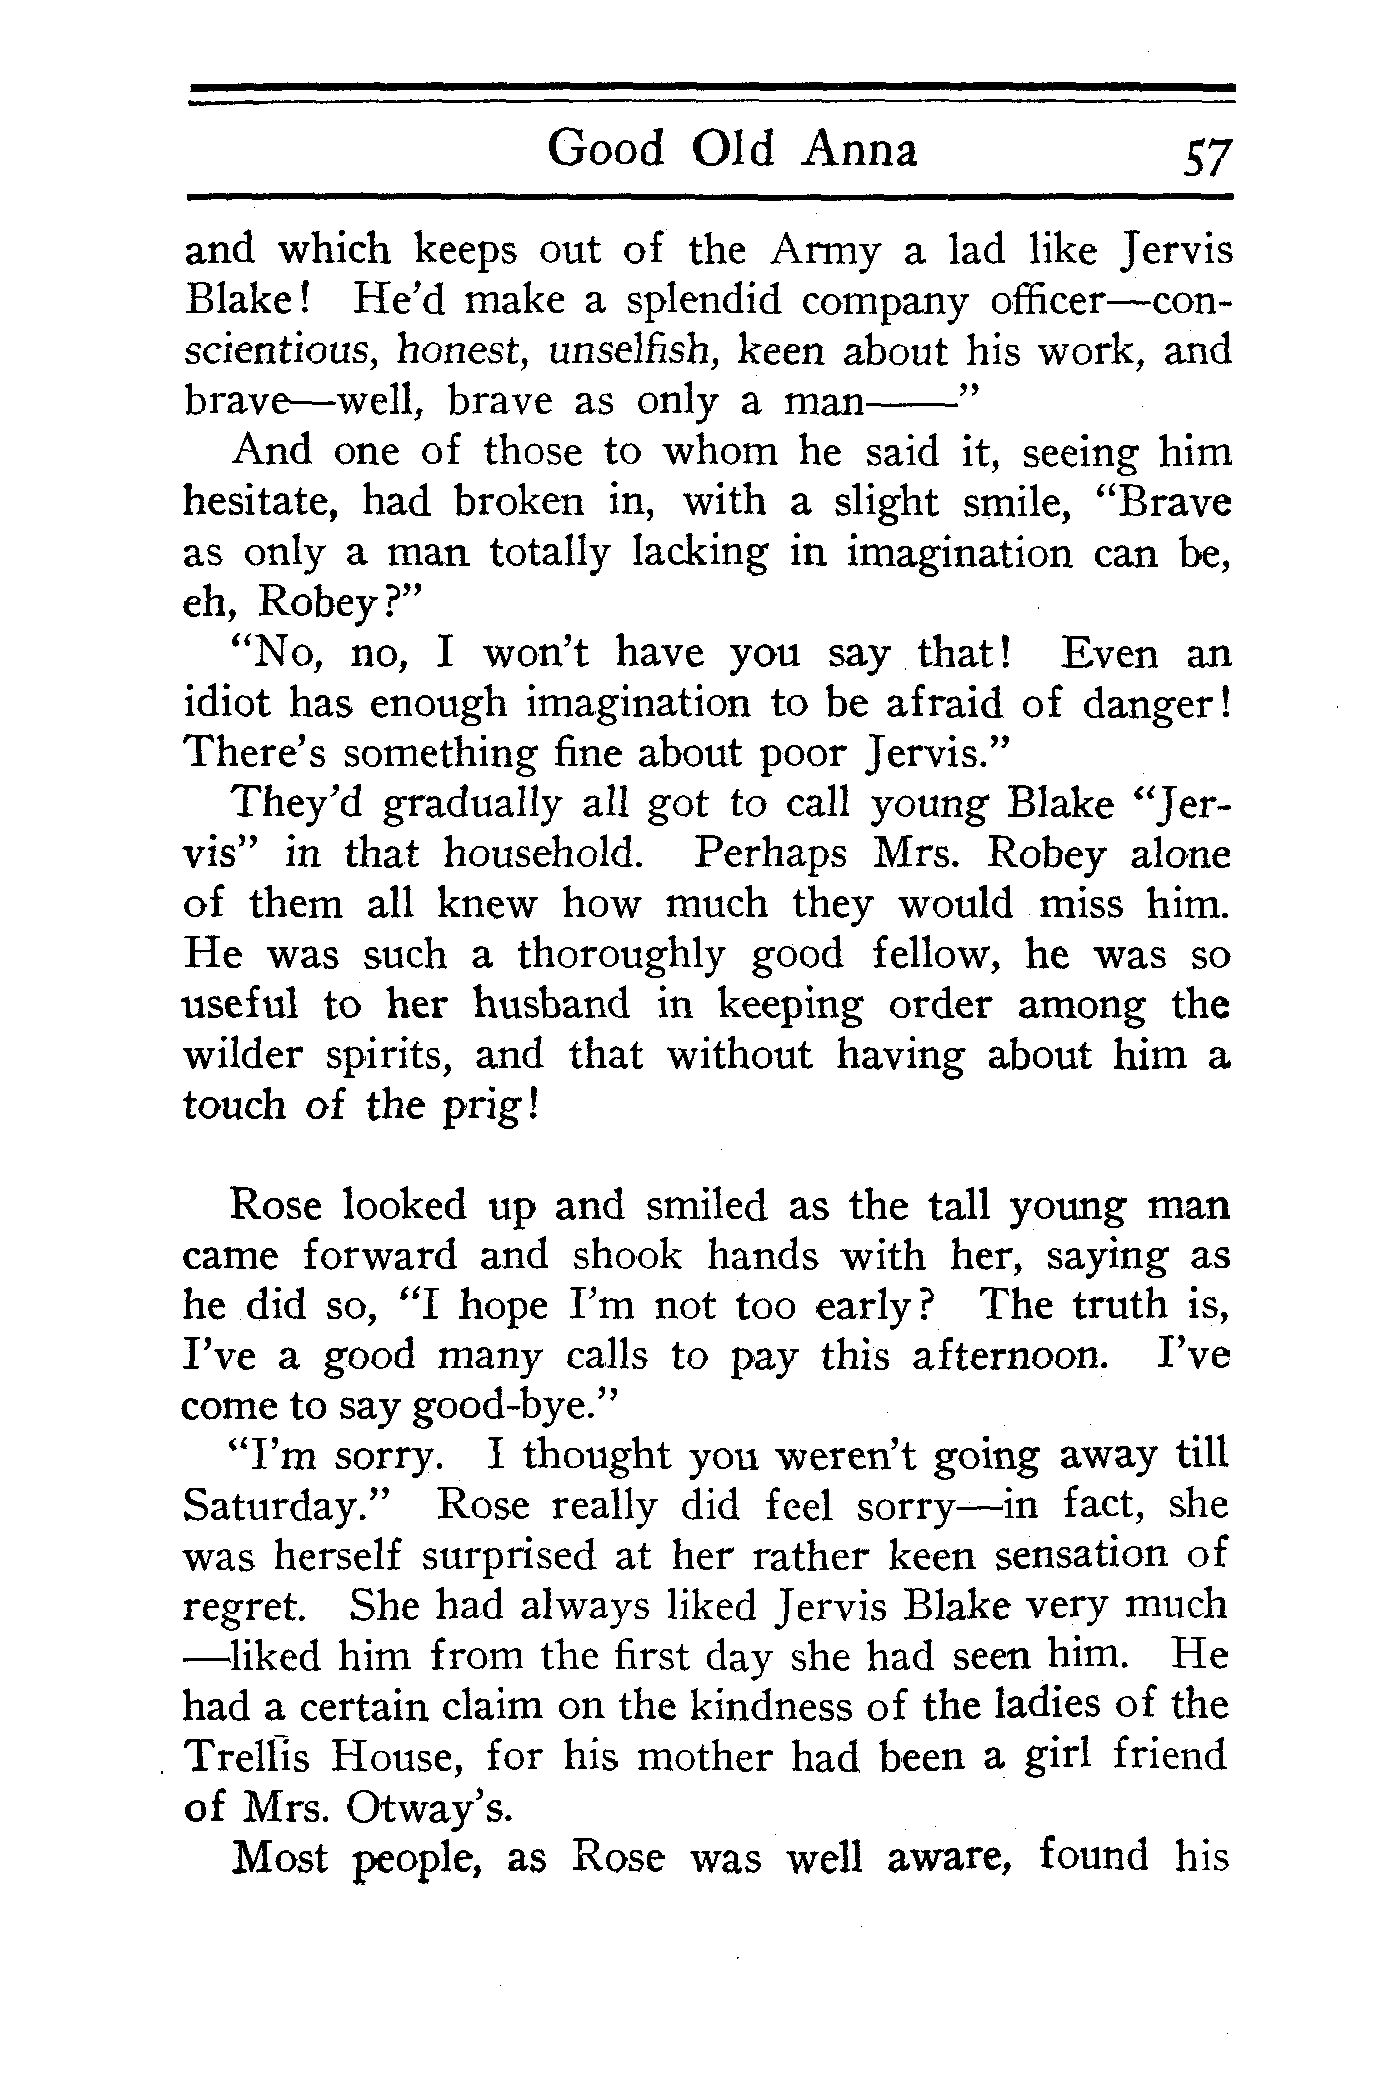 Good Old Anna 57
and which keeps out of the Army a lad like Jervis
Blake! He'd make a splendid company officer—con-
scientious, honest, unselfish, keen about his work, and
brave—well, brave as only a man——"
And one of those to whom he said it, seeing him
hesitate, had broken in, with a slight smile, "Brave
as only a man totally lacking in imagination can be,
eh, Robey?"
"No, no, I won't have you say that! Even an
idiot has enough imagination to be afraid of danger!
There's something fine about poor Jervis."
They'd gradually all got to call young Blake "Jer-
vis" in that household. Perhaps Mrs. Robey alone
of them all knew how much they would miss him.
He was such a thoroughly good fellow, he was so
useful to her husband in keeping order among the
wilder spirits, and that without having about him a
touch of the prig!
Rose looked up and smiled as the tall young man
came forward and shook hands with her, saying as
he did so, "I hope I'm not too early? The truth is,
I've a good many calls to pay this afternoon. I've
come to say good-bye."
"I'm sorry. I thought you weren't going away till
Saturday." Rose really did feel sorry—in fact, she
was herself surprised at her rather keen sensation of
regret. She had always liked Jervis Blake very much
—liked him from the first day she had seen him. He
had a certain claim on the kindness of the ladies of the
Trellis House, for his mother had been a girl friend
of Mrs. Otway's.
Most people, as Rose was well aware, found his